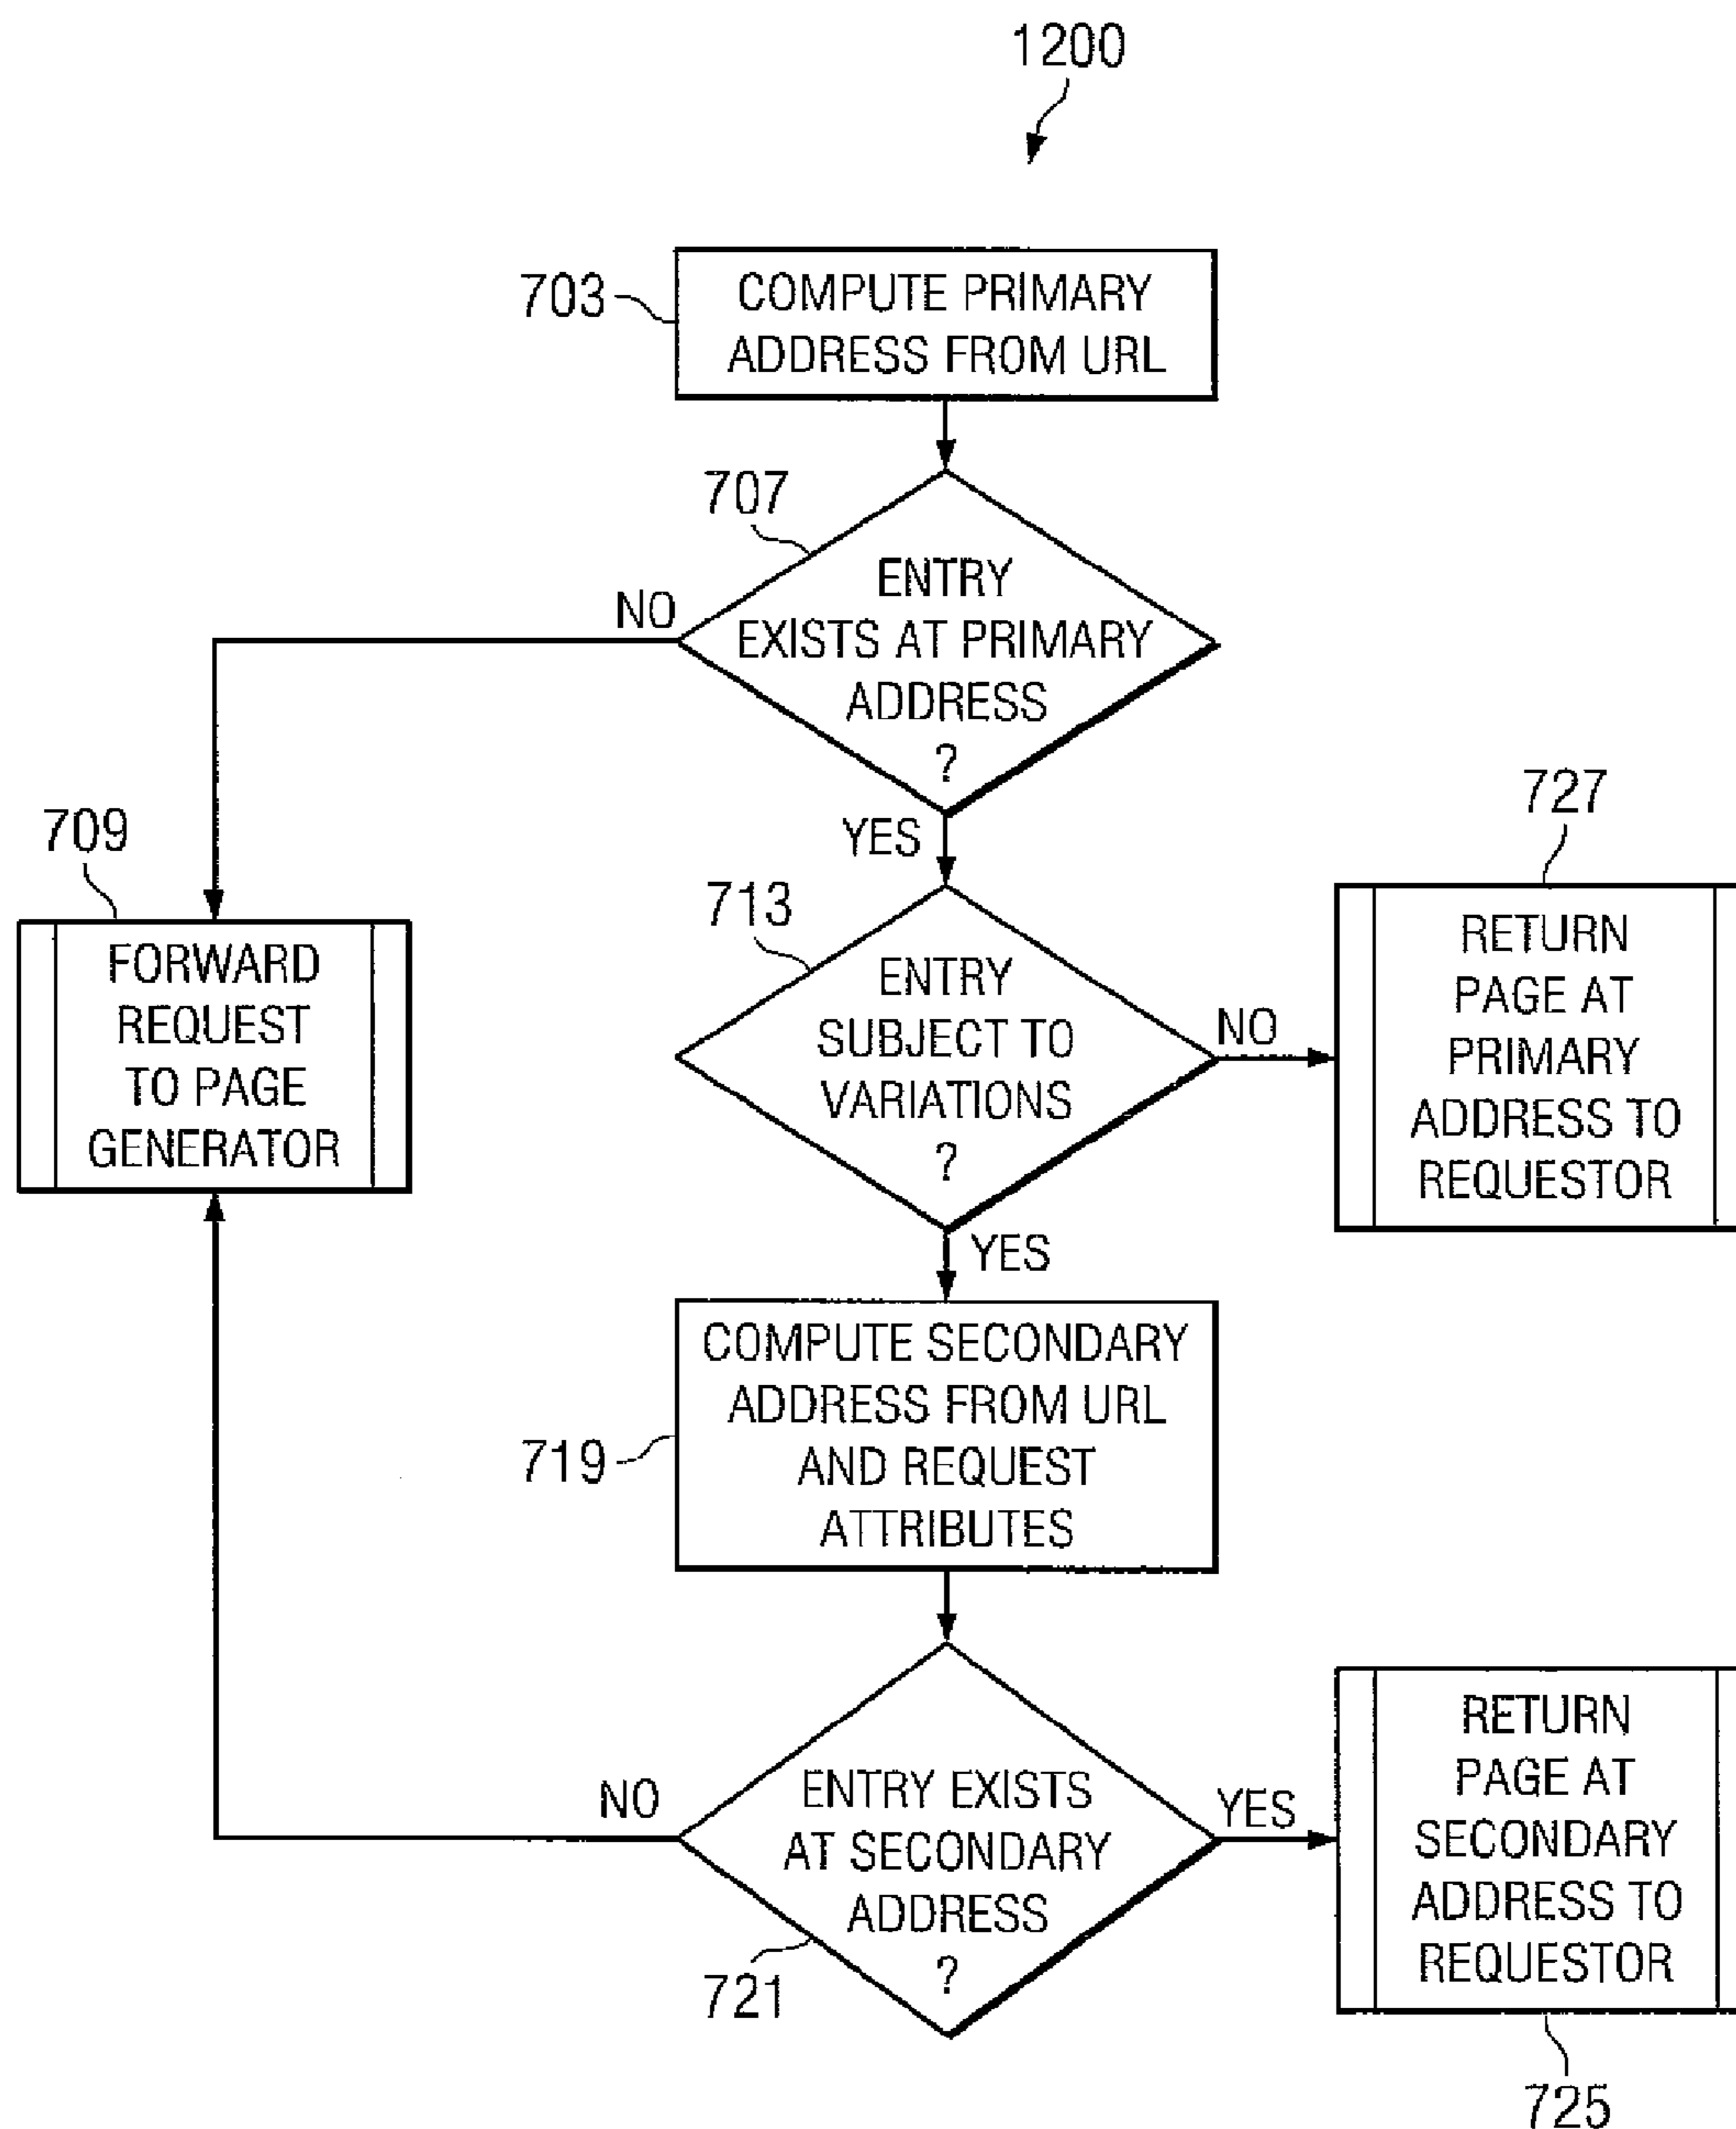 1200
703
COMPUTE PRIMARY
ADDRESS FROM URL
707
ENTRY
EXISTS AT PRIMARY
ADDRESS
?
NO
YES
709
FORWARD
REQUEST
TO PAGE
GENERATOR
713
ENTRY
SUBJECT TO
VARIATIONS
?
NO
YES
727
RETURN
PAGE AT
PRIMARY
ADDRESS TO
REQUESTOR
719
COMPUTE SECONDARY
ADDRESS FROM URL
AND REQUEST
ATTRIBUTES
721
ENTRY EXISTS
AT SECONDARY
ADDRESS
?
NO
YES
RETURN
PAGE AT
SECONDARY
ADDRESS TO
REQUESTOR
725